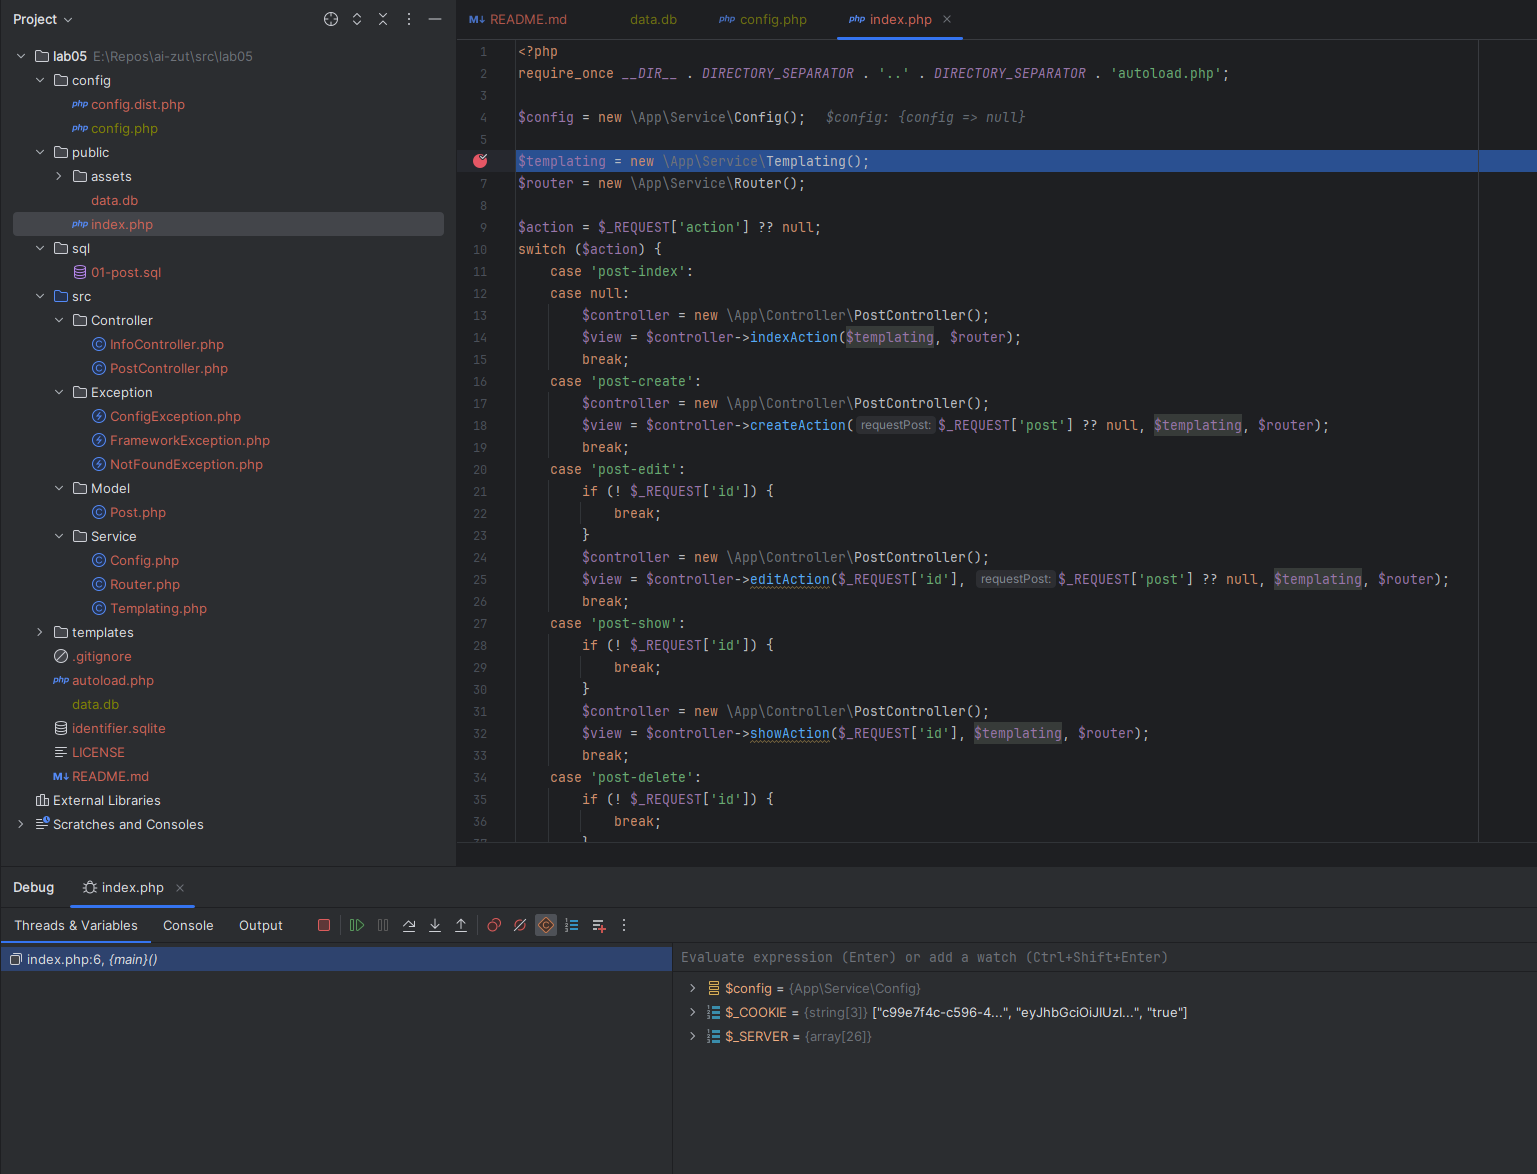 Project
README.md
data.db
config.php
index.php
lab05 E:\Repos\ai-zut\src\lab05
config
config.dist.php
config.php
public
assets
data.db
index.php
sql
01-post.sql
src
Controller
InfoController.php
PostController.php
Exception
ConfigException.php
FrameworkException.php
NotFoundException.php
Model
Post.php
Service
Config.php
Router.php
Templating.php
templates
.gitignore
autoload.php
data.db
identifier.sqlite
LICENSE
README.md
External Libraries
Scratches and Consoles
1 <?php
2 require_once __DIR__ . DIRECTORY_SEPARATOR . '..' . DIRECTORY_SEPARATOR . 'autoload.php';
3
4 $config = new \App\Service\Config(); $config: {config => null}
5
$templating = new \App\Service\Templating();
7 $router = new \App\Service\Router();
8
9 $action = $_REQUEST['action'] ?? null;
10 switch ($action) {
11 case 'post-index':
12 case null:
13 $controller = new \App\Controller\PostController();
14 $view = $controller->indexAction($templating, $router);
15 break;
16 case 'post-create':
17 $controller = new \App\Controller\PostController();
18 $view = $controller->createAction( requestPost: $_REQUEST['post'] ?? null, $templating, $router);
19 break;
20 case 'post-edit':
21 if (! $_REQUEST['id']) {
22 break;
23 }
24 $controller = new \App\Controller\PostController();
25 $view = $controller->editAction($_REQUEST['id'], requestPost: $_REQUEST['post'] ?? null, $templating, $router);
26 break;
27 case 'post-show':
28 if (! $_REQUEST['id']) {
29 break;
30 }
31 $controller = new \App\Controller\PostController();
32 $view = $controller->showAction($_REQUEST['id'], $templating, $router);
33 break;
34 case 'post-delete':
35 if (! $_REQUEST['id']) {
36 break;
37 }
Debug index.php
Threads & Variables Console Output
index.php:6, {main}()
Evaluate expression (Enter) or add a watch (Ctrl+Shift+Enter)
$config = {App\Service\Config}
$_COOKIE = {string[3]} ["c99e7f4c-c596-4...", "eyJhbGciOiJIUzI...", "true"]
$_SERVER = {array[26]}